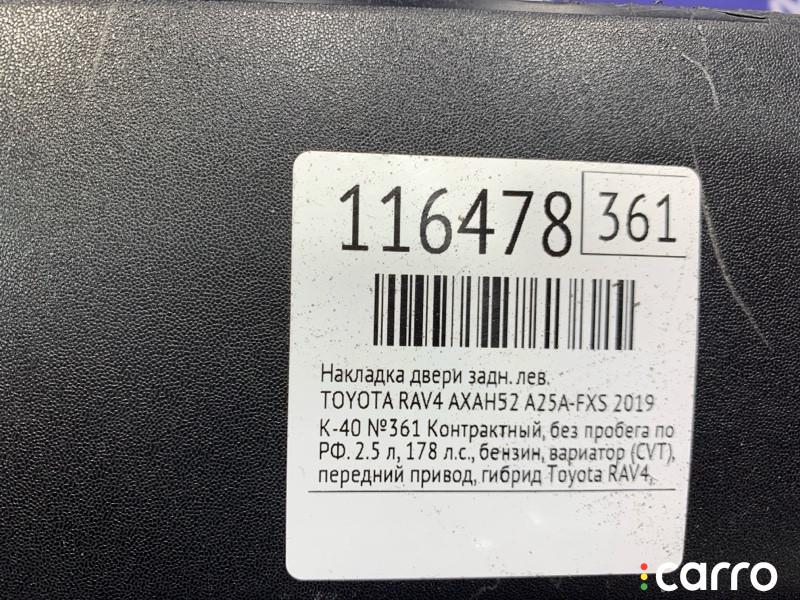 116478 361
Накладка двери задн. лев.
TOYOTA RAV4 AXAH52 A25A-FXS 2019
К-40 №361 Контрактный, без пробега по
РФ. 2.5 л, 178 л.с., бензин, вариатор (CVT),
передний привод, гибрид Toyota RAV4,
carro